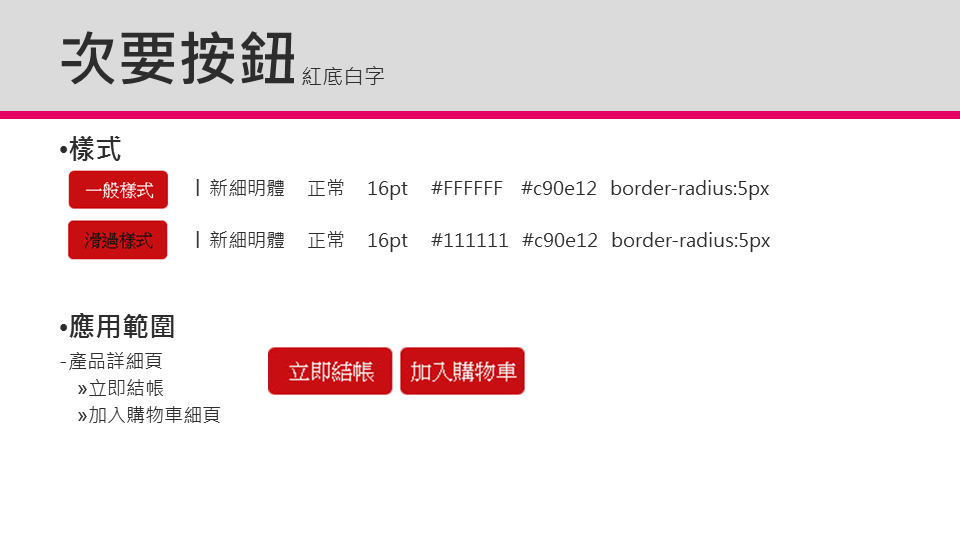 次要按鈕 紅底白字
•樣式
一般樣式 | 新細明體 正常 16pt #FFFFFF #c90e12 border-radius:5px
滑過樣式 | 新細明體 正常 16pt #111111 #c90e12 border-radius:5px
•應用範圍
-產品詳細頁
»立即結帳
»加入購物車細頁
立即結帳 加入購物車